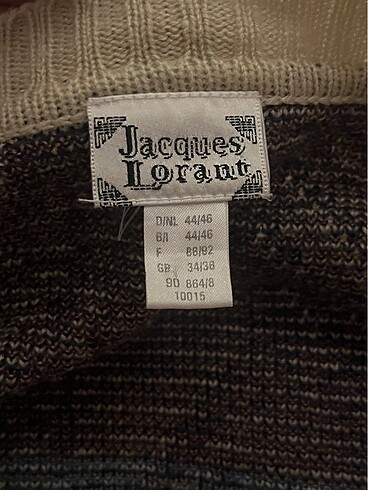 Jacques
Lorant
D/NL 44/46
B/I 44/46
F 88/92
GB 34/38
90 864/8
10015